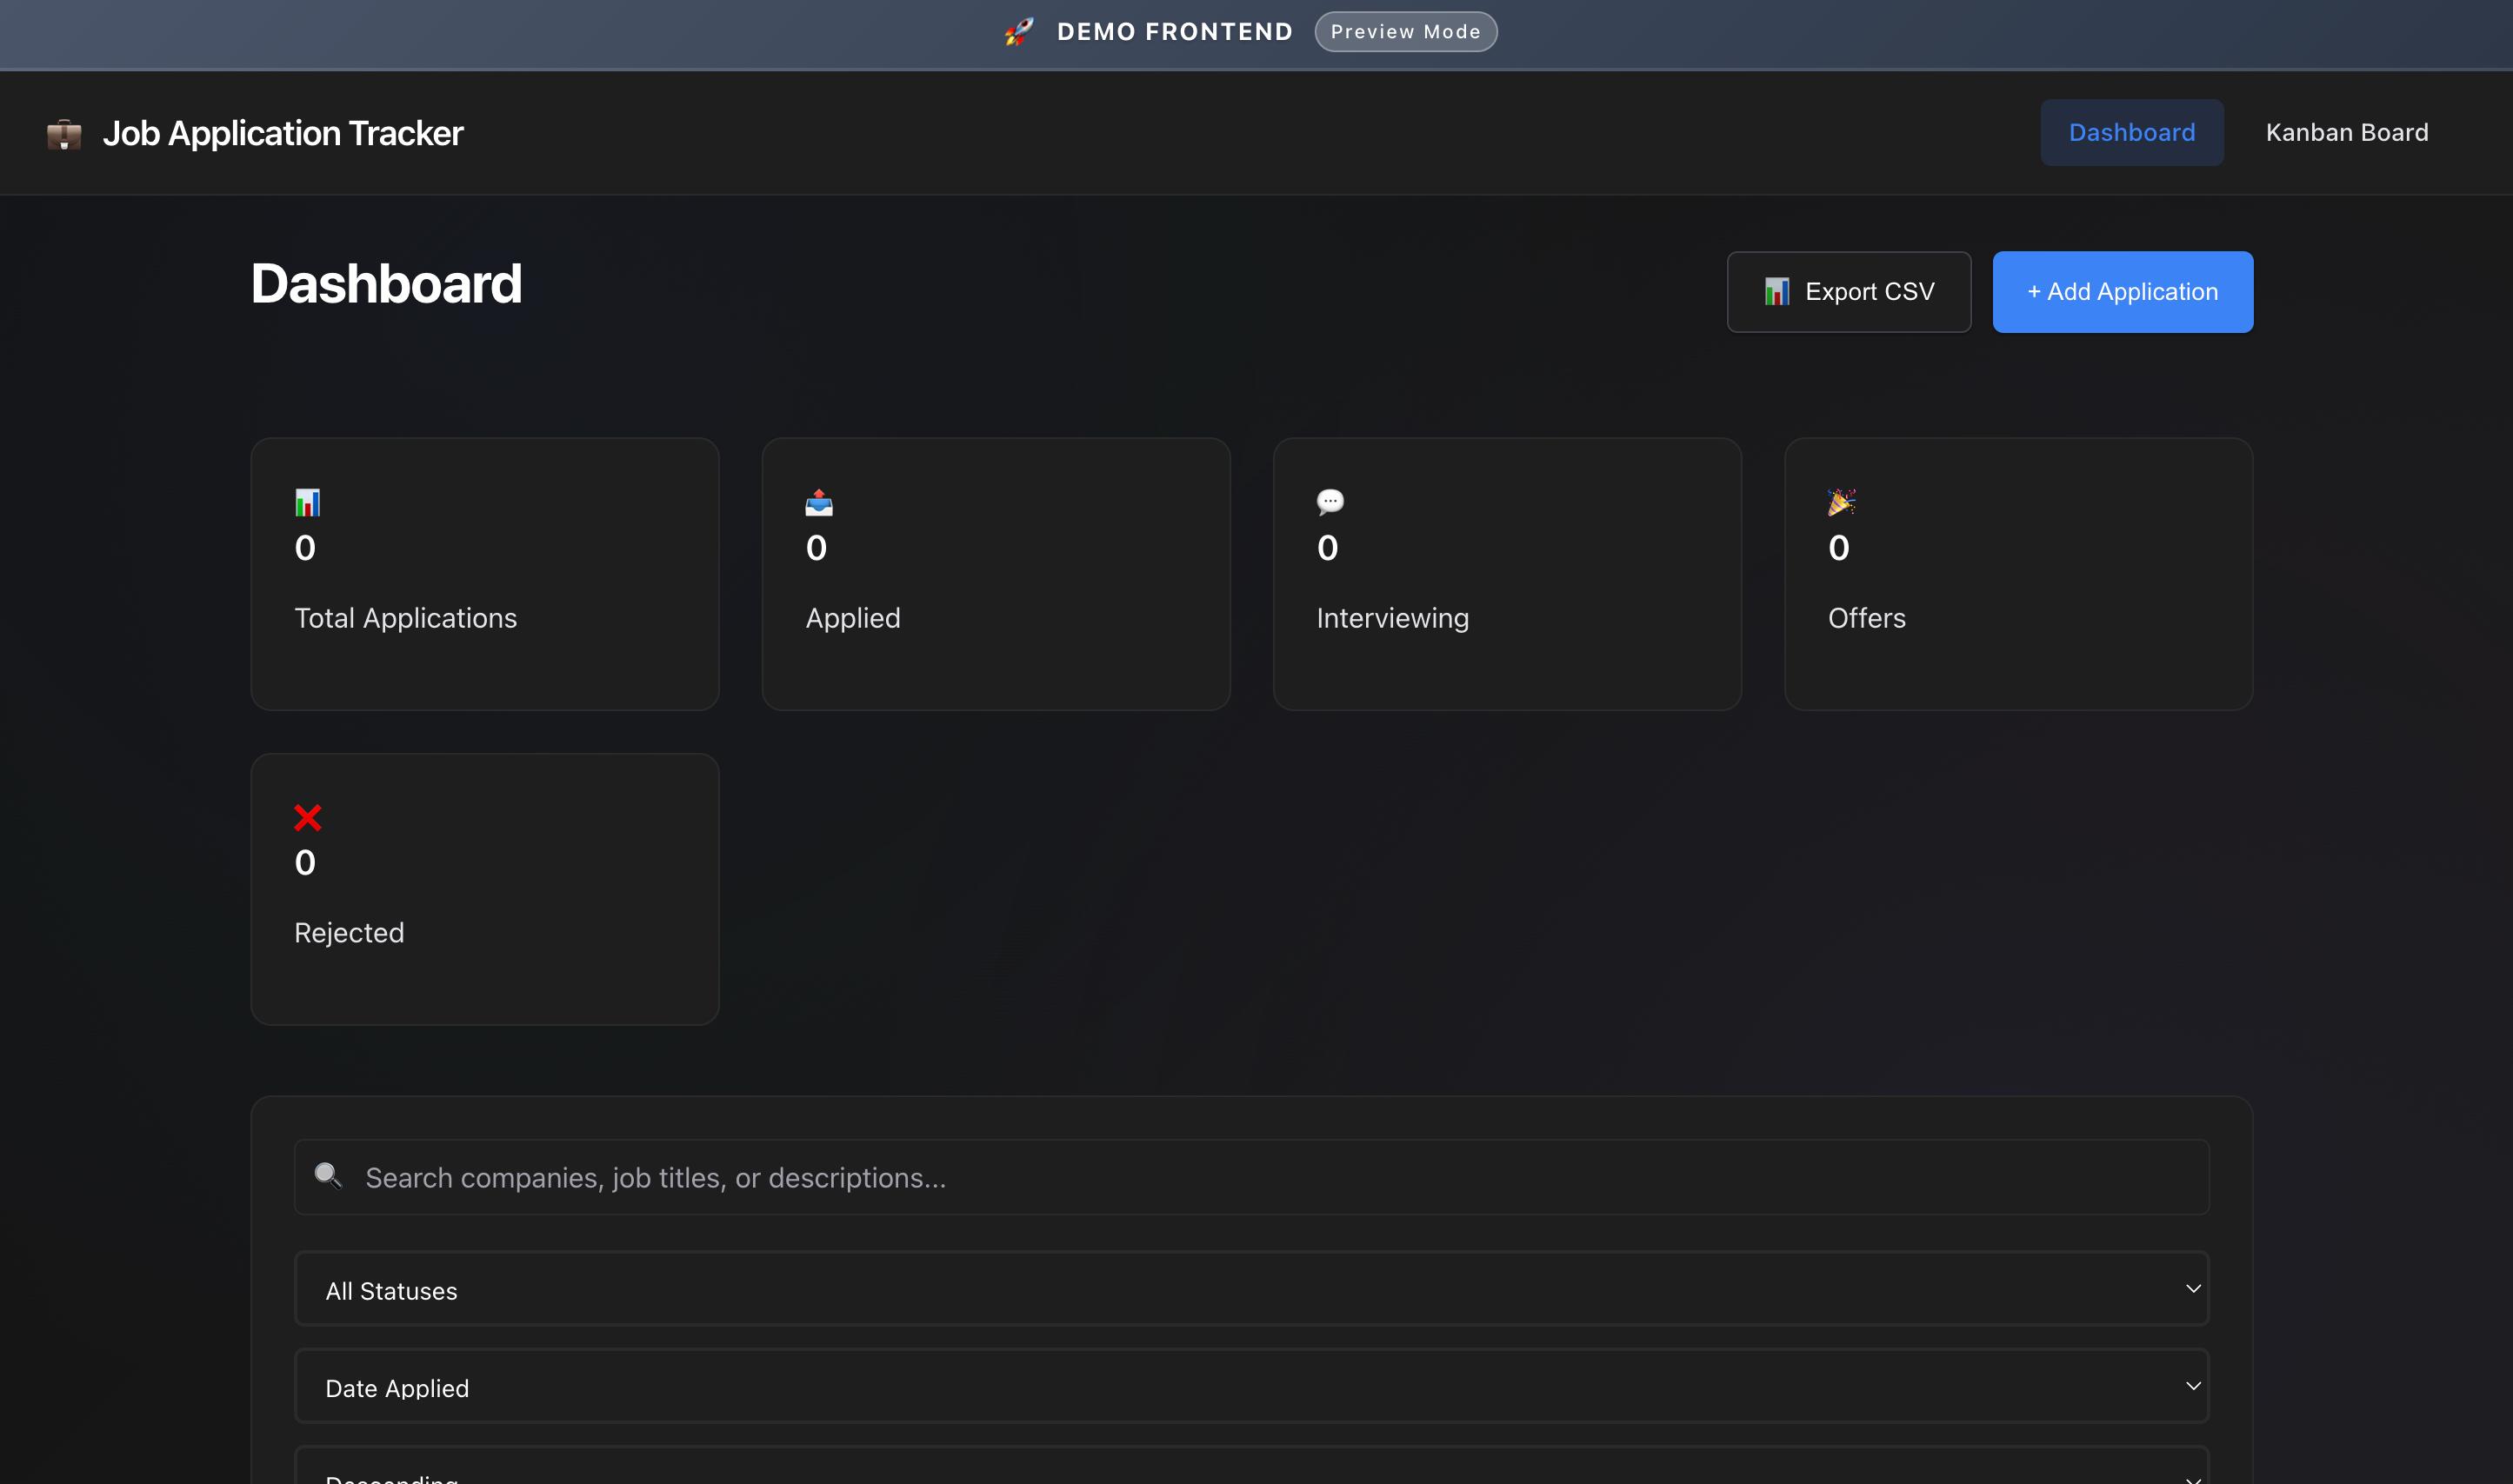 🚀 DEMO FRONTEND Preview Mode
💼 Job Application Tracker
Dashboard
Kanban Board
Dashboard
📊 Export CSV
+ Add Application
0
Total Applications
0
Applied
0
Interviewing
0
Offers
0
Rejected
Search companies, job titles, or descriptions...
All Statuses
Date Applied
Descending